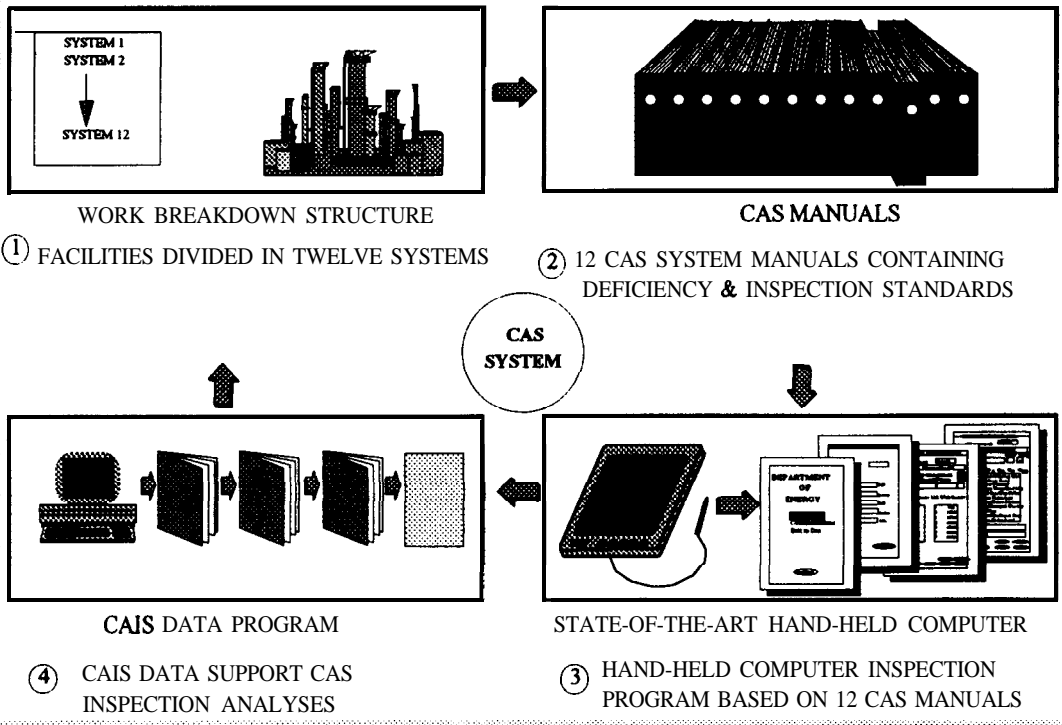 SYSTEM 1
SYSTEM 2
SYSTEM 12
WORK BREAKDOWN STRUCTURE
① FACILITIES DIVIDED IN TWELVE SYSTEMS
CAS MANUALS
② 12 CAS SYSTEM MANUALS CONTAINING
DEFICIENCY & INSPECTION STANDARDS
CAS
SYSTEM
DEPARTMENT
OF
ENERGY
STATE-OF-THE-ART HAND-HELD COMPUTER
③ HAND-HELD COMPUTER INSPECTION
PROGRAM BASED ON 12 CAS MANUALS
CAIS DATA PROGRAM
④ CAIS DATA SUPPORT CAS
INSPECTION ANALYSES